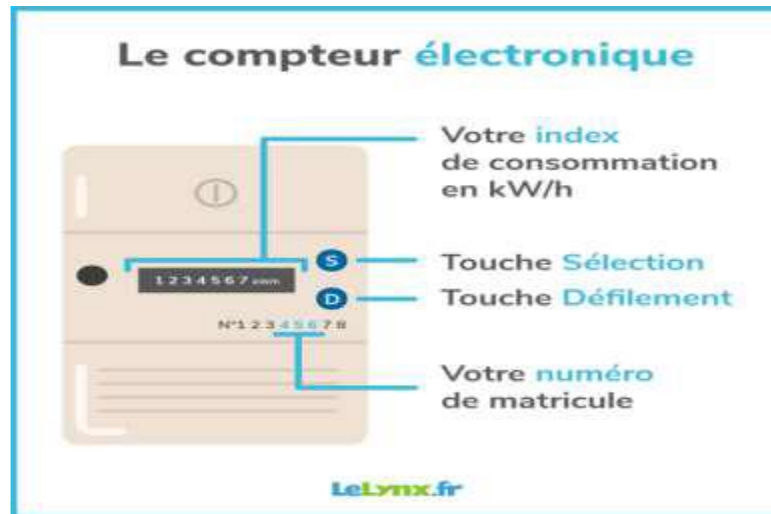 Le compteur électronique
Votre index
de consommation
en kW/h
S
Touche Sélection
1234567
D
Touche Défilement
N°12345678
Votre numéro
de matricule
LeLynx.fr